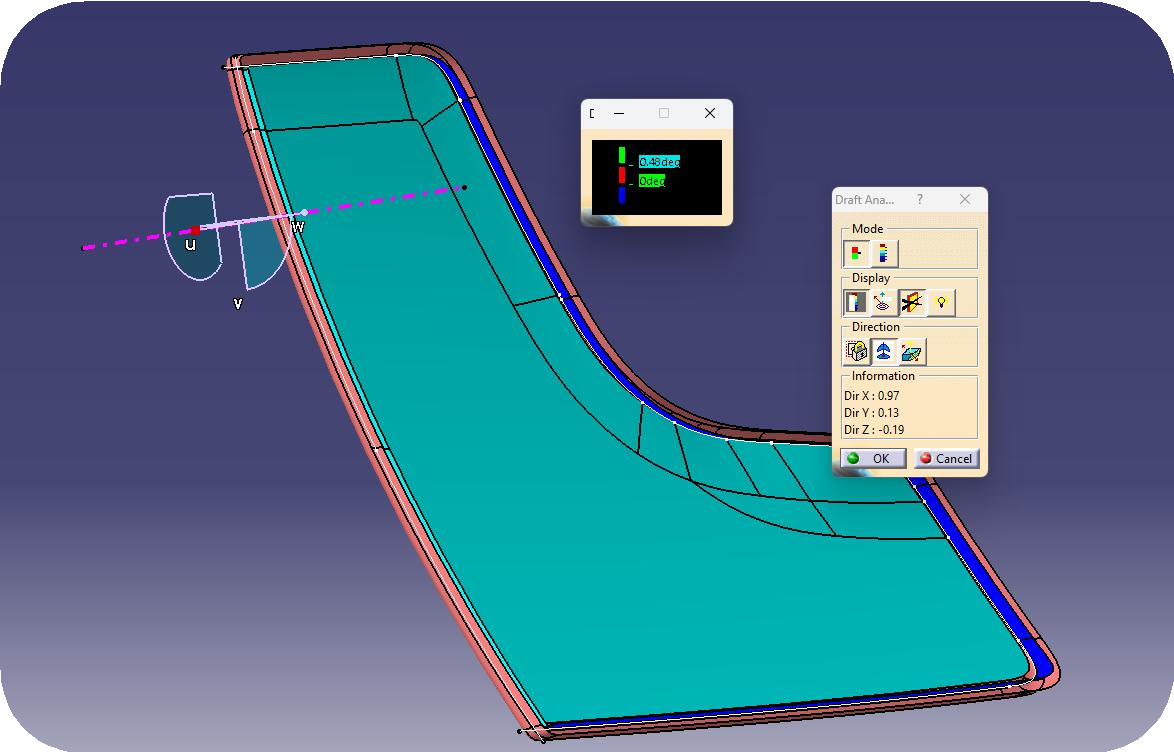 D
0.48deg
0deg
u
w
v
Draft Ana... ?
Mode
Display
Direction
Information
Dir X : 0.97
Dir Y : 0.13
Dir Z : -0.19
OK
Cancel